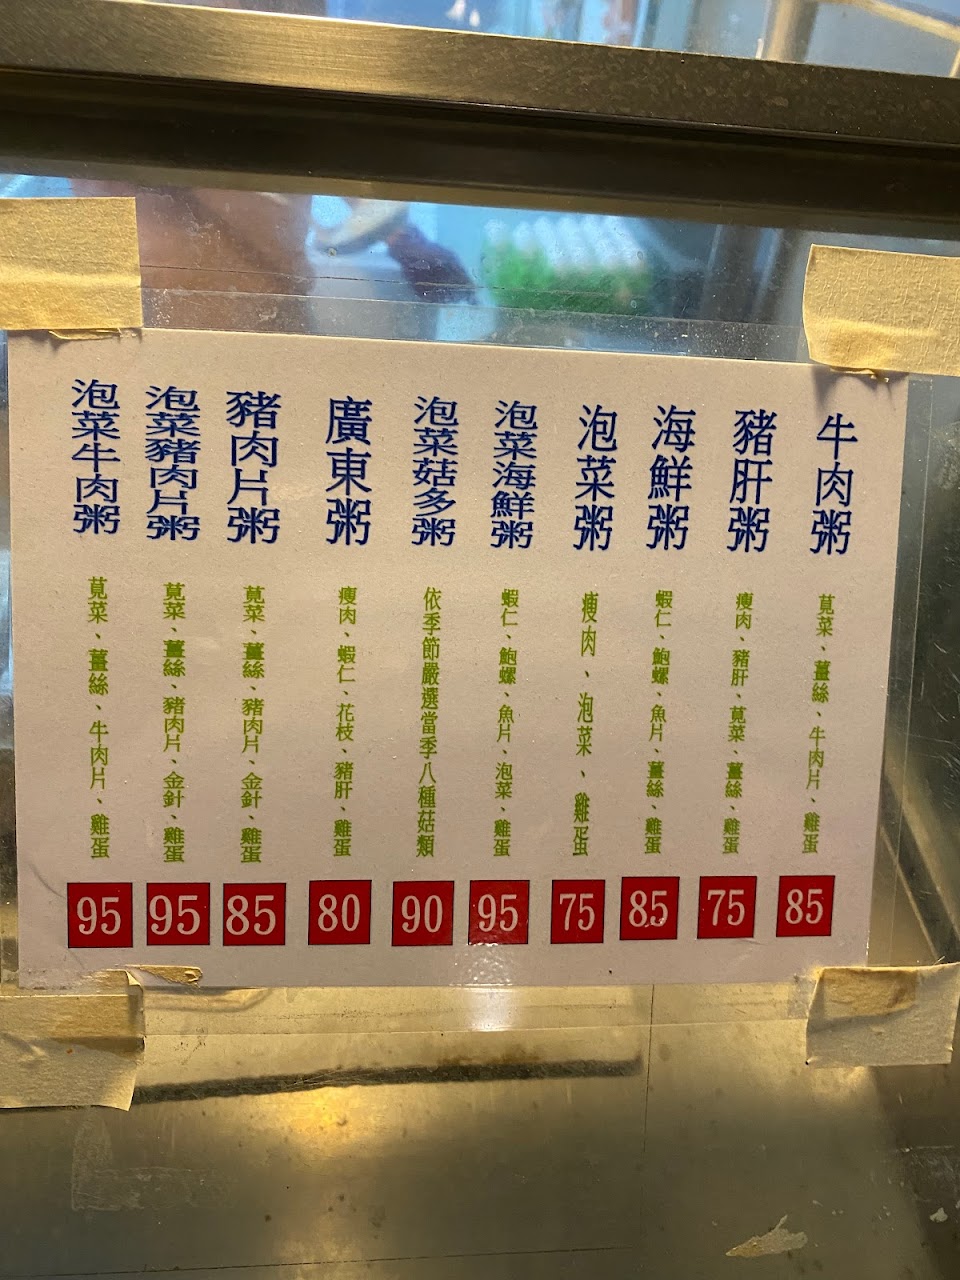 牛肉粥
莧菜、薑絲、牛肉片、雞蛋
85
豬肝粥
瘦肉、豬肝、莧菜、薑絲、雞蛋
75
海鮮粥
蝦仁、鮑螺、魚片、薑絲、雞蛋
85
泡菜粥
瘦肉、泡菜、雞蛋
75
泡菜海鮮粥
蝦仁、鮑螺、魚片、泡菜、雞蛋
95
泡菜菇多粥
依季節嚴選當季八種菇類
90
廣東粥
瘦肉、蝦仁、花枝、豬肝、雞蛋
80
豬肉片粥
莧菜、薑絲、豬肉片、金針、雞蛋
85
泡菜豬肉片粥
莧菜、薑絲、豬肉片、金針、雞蛋
95
泡菜牛肉粥
莧菜、薑絲、牛肉片、雞蛋
95